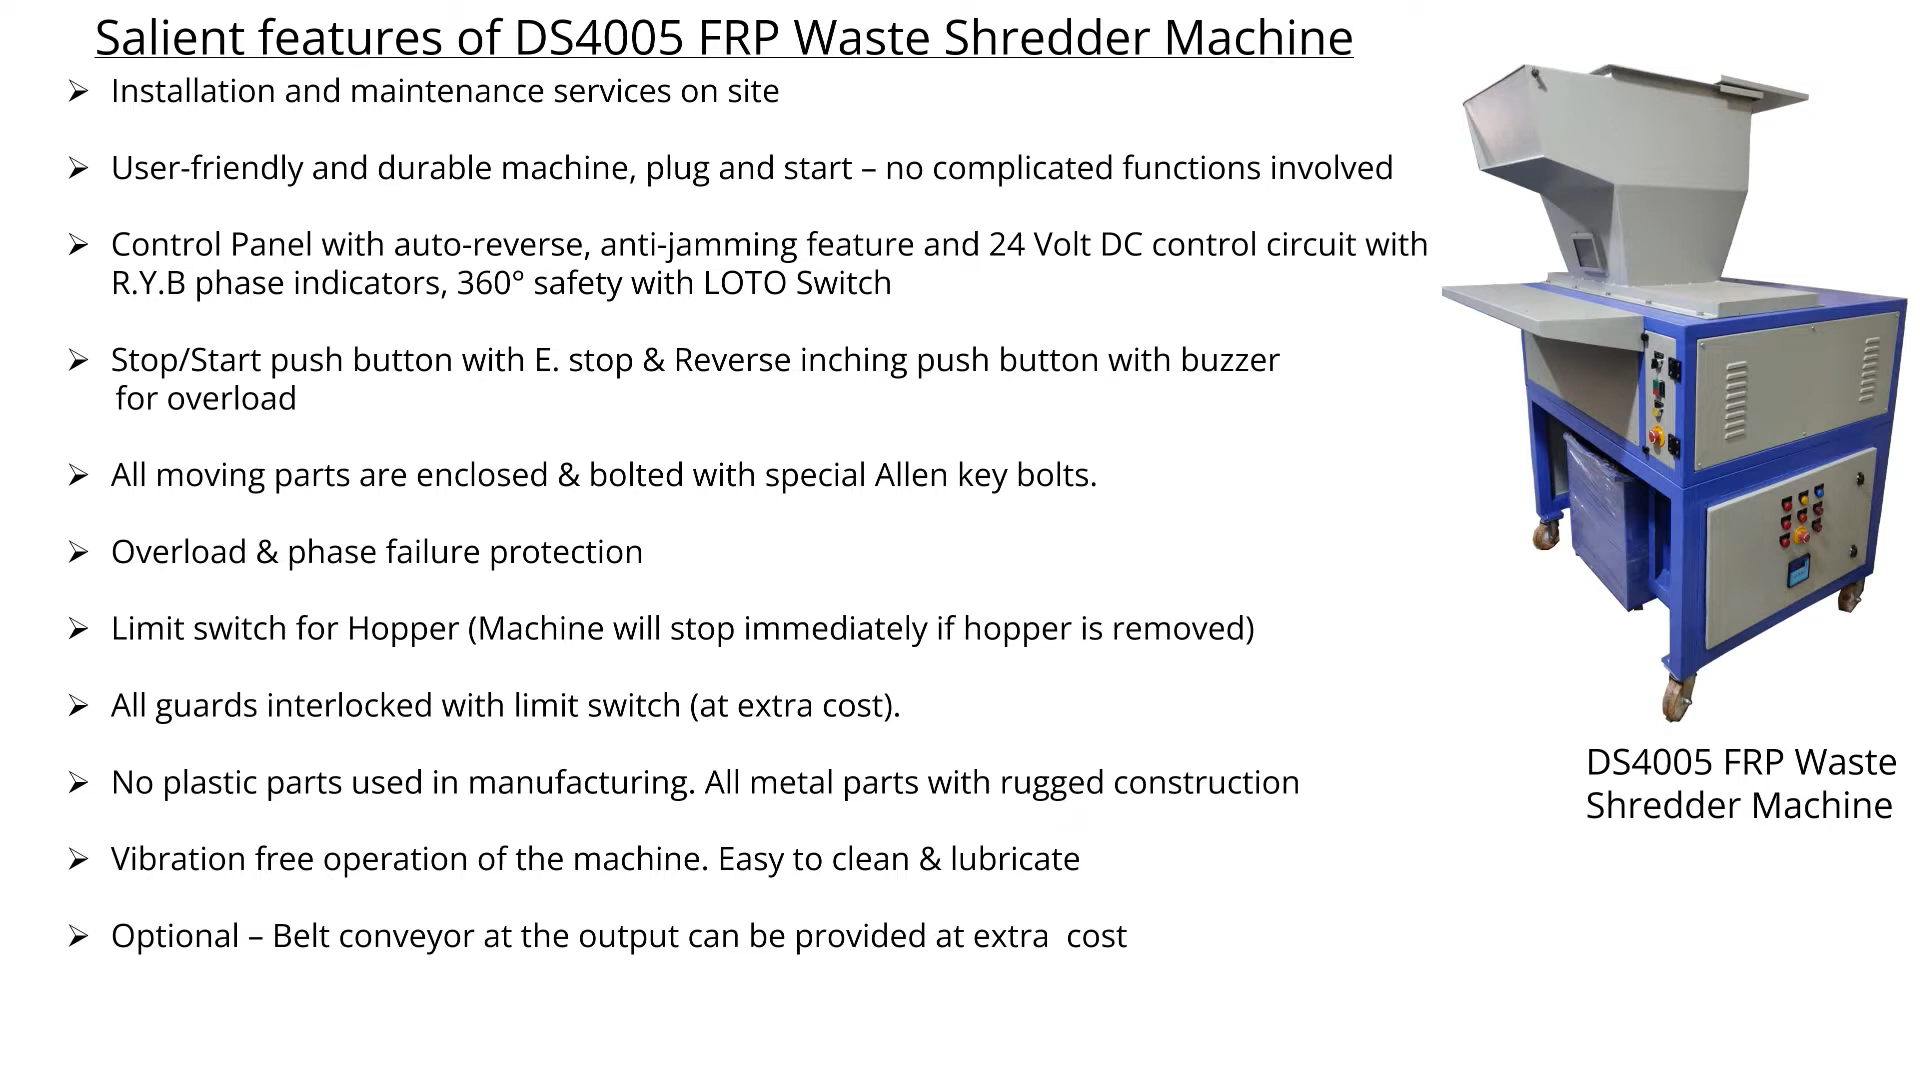 Salient features of DS4005 FRP Waste Shredder Machine
➢ Installation and maintenance services on site
➢ User-friendly and durable machine, plug and start – no complicated functions involved
➢ Control Panel with auto-reverse, anti-jamming feature and 24 Volt DC control circuit with
R.Y.B phase indicators, 360° safety with LOTO Switch
➢ Stop/Start push button with E. stop & Reverse inching push button with buzzer
for overload
➢ All moving parts are enclosed & bolted with special Allen key bolts.
➢ Overload & phase failure protection
➢ Limit switch for Hopper (Machine will stop immediately if hopper is removed)
➢ All guards interlocked with limit switch (at extra cost).
➢ No plastic parts used in manufacturing. All metal parts with rugged construction
➢ Vibration free operation of the machine. Easy to clean & lubricate
➢ Optional – Belt conveyor at the output can be provided at extra  cost
DS4005 FRP Waste
Shredder Machine